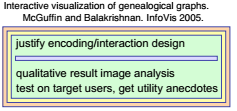 Interactive visualization of genealogical graphs.
McGuffin and Balakrishnan. InfoVis 2005.
justify encoding/interaction design
qualitative result image analysis
test on target users, get utility anecdotes